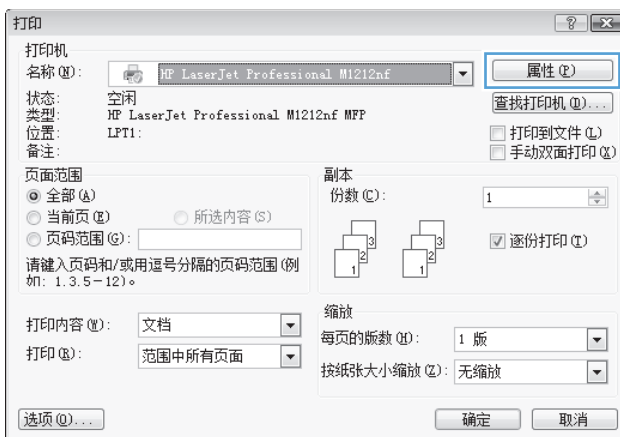 打印
打印机
名称(N): HP LaserJet Professional M1212nf 属性(P)
状态: 空闲 查找打印机(D)...
类型: HP LaserJet Professional M1212nf MFP
位置: LPT1: 打印到文件(L)
备注: 手动双面打印(X)
页面范围
全部(A)
当前页(E) 所选内容(S)
页码范围(G):
请键入页码和/或用逗号分隔的页码范围(例
如: 1.3.5-12)。
副本
份数(C): 1
逐份打印(T)
3
2
1
3
2
1
打印内容(W): 文档
打印(R): 范围中所有页面
缩放
每页的版数(H): 1 版
按纸张大小缩放(Z): 无缩放
选项(O)... 确定 取消